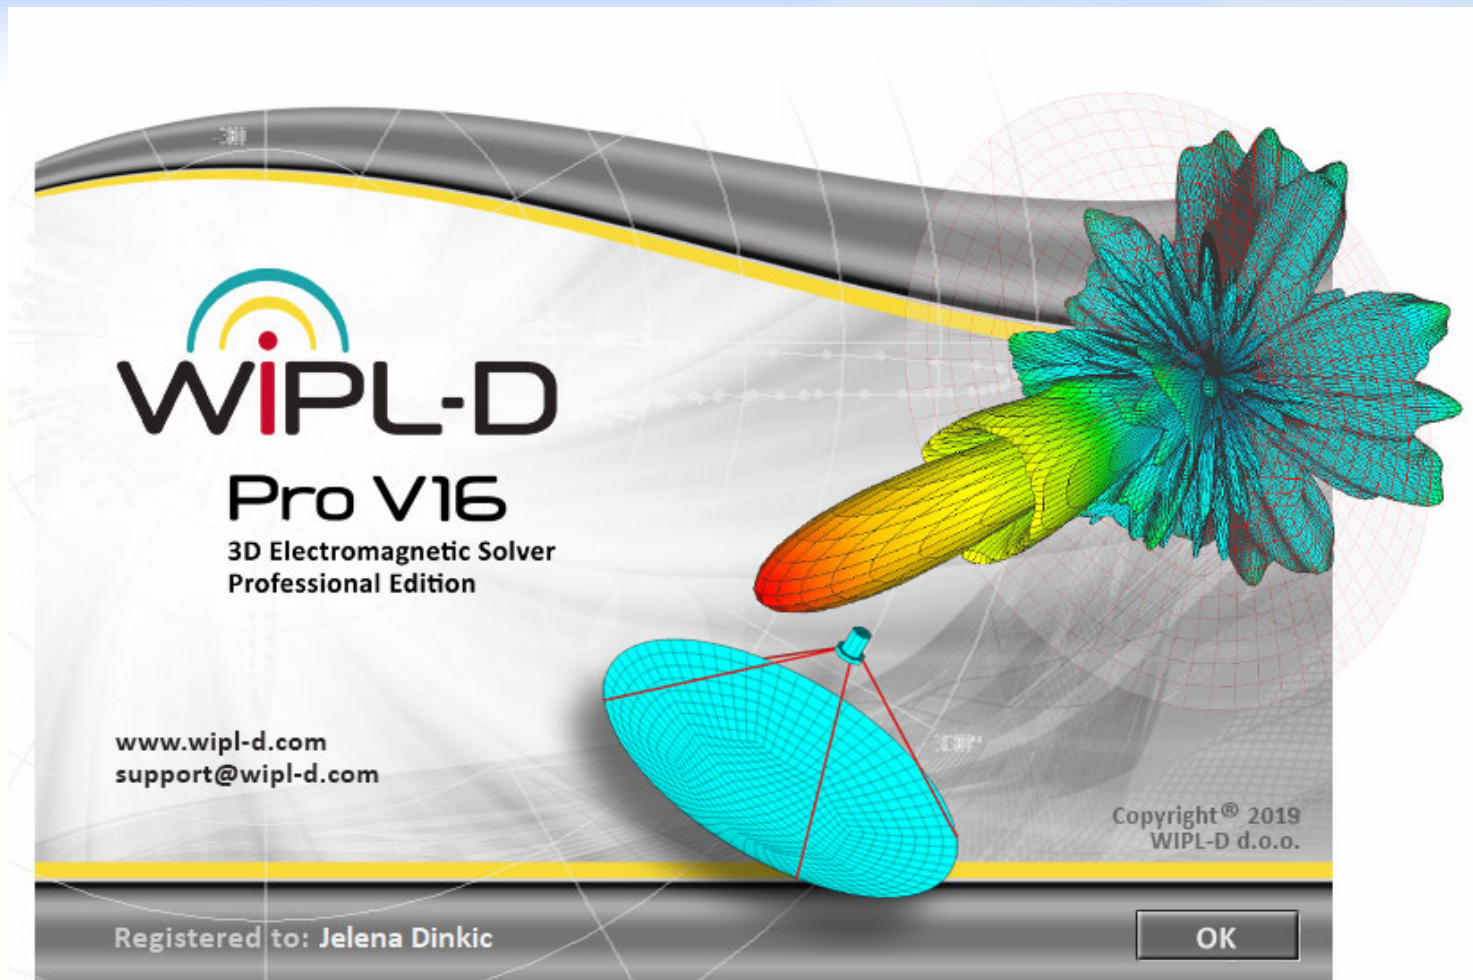 WiPL-D
Pro V16
3D Electromagnetic Solver
Professional Edition
www.wipl-d.com
support@wipl-d.com
Copyright® 2019
WIPL-D d.o.o.
Registered to: Jelena Dinkic
OK